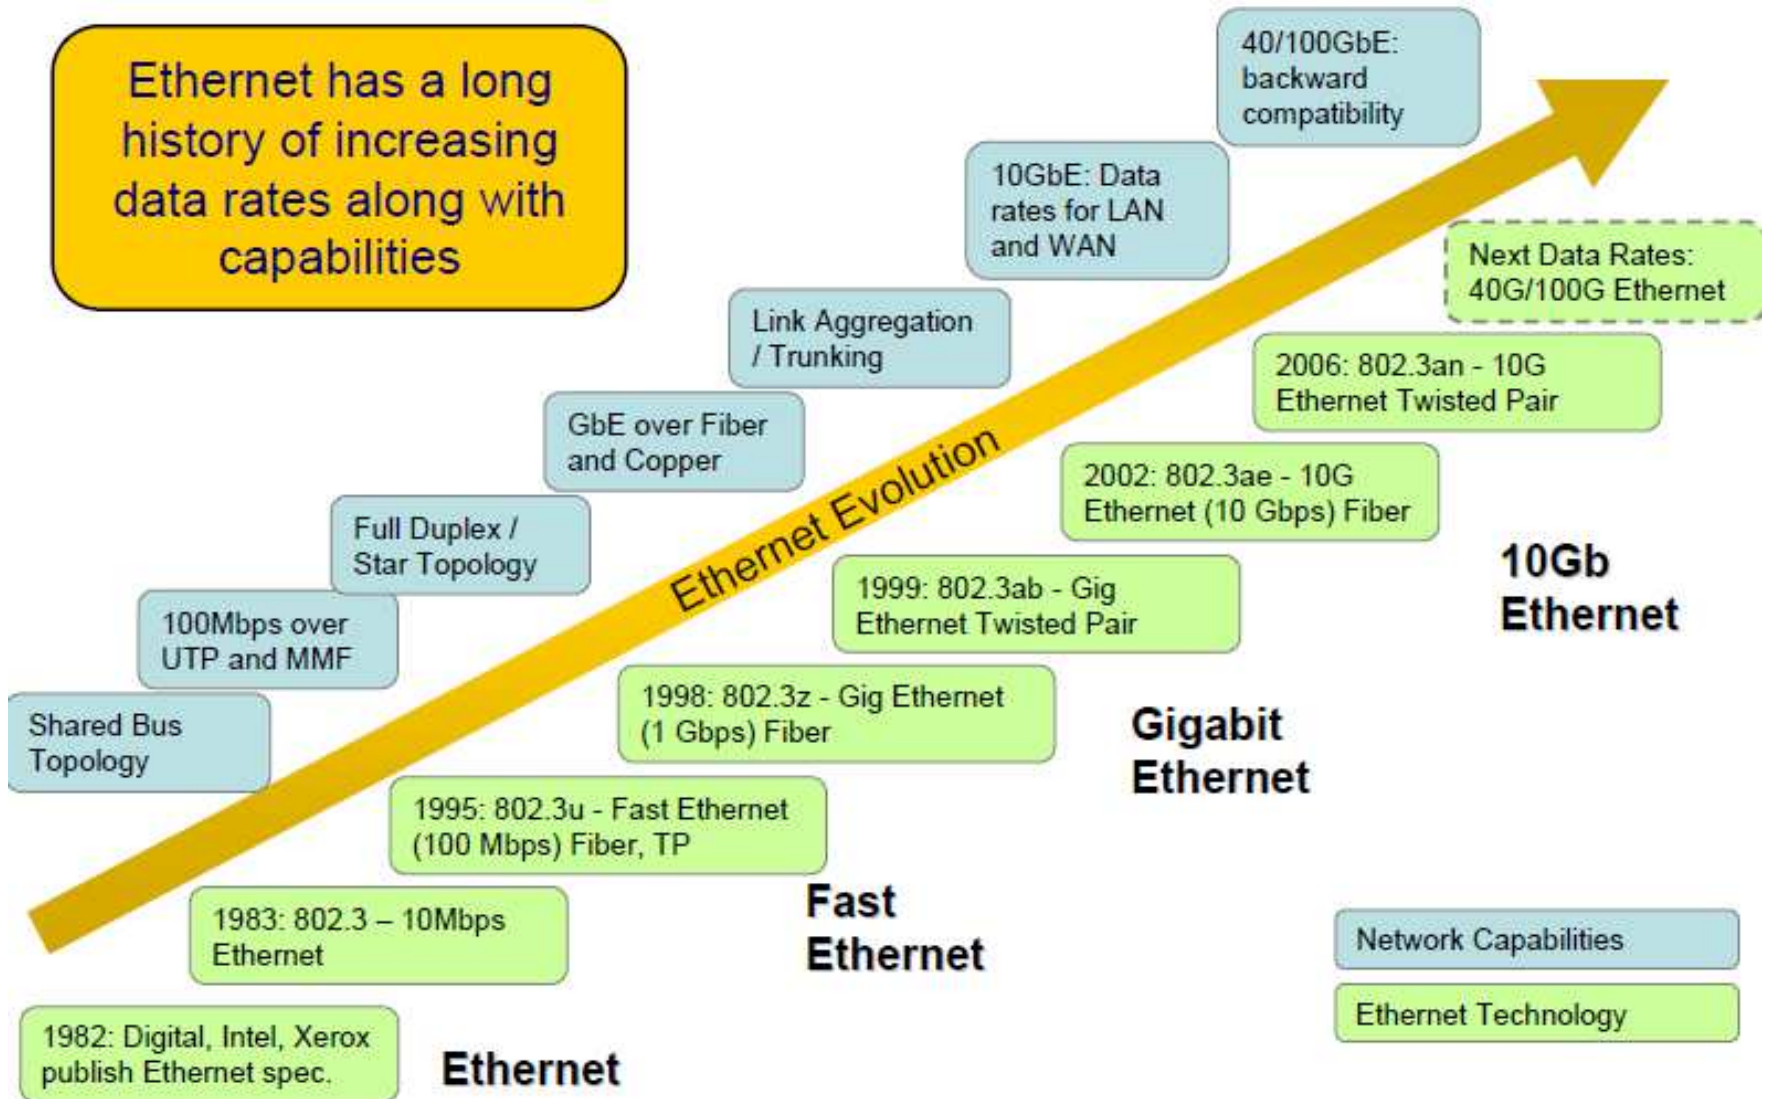 Ethernet has a long
history of increasing
data rates along with
capabilities
40/100GbE:
backward
compatibility
10GbE: Data
rates for LAN
and WAN
Next Data Rates:
40G/100G Ethernet
Link Aggregation
/ Trunking
2006: 802.3an - 10G
Ethernet Twisted Pair
GbE over Fiber
and Copper
Ethernet Evolution
2002: 802.3ae - 10G
Ethernet (10 Gbps) Fiber
Full Duplex /
Star Topology
10Gb
Ethernet
1999: 802.3ab - Gig
Ethernet Twisted Pair
100Mbps over
UTP and MMF
1998: 802.3z - Gig Ethernet
(1 Gbps) Fiber
Gigabit
Ethernet
Shared Bus
Topology
1995: 802.3u - Fast Ethernet
(100 Mbps) Fiber, TP
Fast
Ethernet
1983: 802.3 – 10Mbps
Ethernet
Network Capabilities
Ethernet Technology
1982: Digital, Intel, Xerox
publish Ethernet spec.
Ethernet